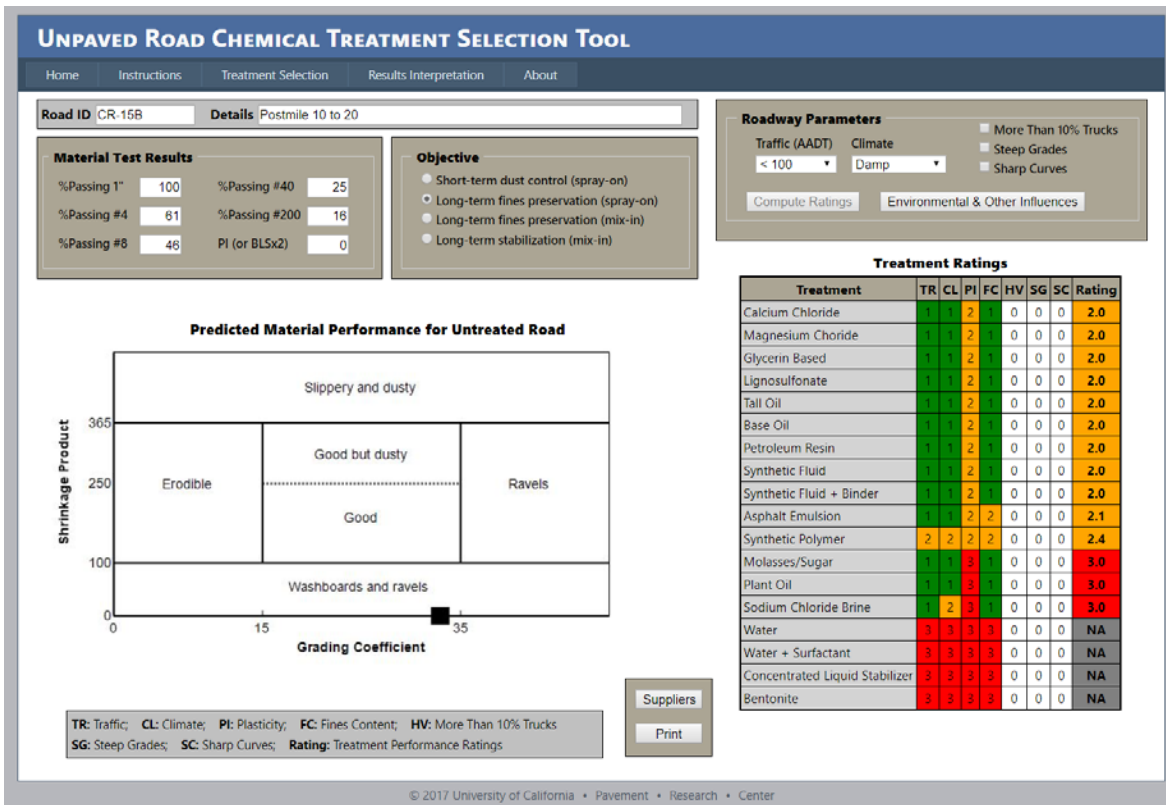 UNPAVED ROAD CHEMICAL TREATMENT SELECTION TOOL
Home Instructions Treatment Selection Results Interpretation About
Road ID CR-15B Details Postmile 10 to 20
Material Test Results
%Passing 1" 100 %Passing #40 25
%Passing #4 61 %Passing #200 16
%Passing #8 46 PI (or BLSx2) 0
Objective
Short-term dust control (spray-on)
Long-term fines preservation (spray-on)
Long-term fines preservation (mix-in)
Long-term stabilization (mix-in)
Roadway Parameters
Traffic (AADT) Climate
< 100 Damp
More Than 10% Trucks
Steep Grades
Sharp Curves
Compute Ratings Environmental & Other Influences
Predicted Material Performance for Untreated Road
Slippery and dusty
365
Good but dusty
250
Erodible
Ravels
Good
100
Washboards and ravels
0
0 15 35
Shrinkage Product
Grading Coefficient
Treatment Ratings
Treatment TR CL PI FC HV SG SC Rating
Calcium Chloride 1 1 2 1 0 0 0 2.0
Magnesium Choride 1 1 2 1 0 0 0 2.0
Glycerin Based 1 1 2 1 0 0 0 2.0
Lignosulfonate 1 1 2 1 0 0 0 2.0
Tall Oil 1 1 2 1 0 0 0 2.0
Base Oil 1 1 2 1 0 0 0 2.0
Petroleum Resin 1 1 2 1 0 0 0 2.0
Synthetic Fluid 1 1 2 1 0 0 0 2.0
Synthetic Fluid + Binder 1 1 2 1 0 0 0 2.0
Asphalt Emulsion 1 1 2 2 0 0 0 2.1
Synthetic Polymer 2 2 2 2 0 0 0 2.4
Molasses/Sugar 1 1 3 1 0 0 0 3.0
Plant Oil 1 1 3 1 0 0 0 3.0
Sodium Chloride Brine 1 2 3 1 0 0 0 3.0
Water 3 3 3 3 0 0 0 NA
Water + Surfactant 3 3 3 3 0 0 0 NA
Concentrated Liquid Stabilizer 3 3 3 3 0 0 0 NA
Bentonite 3 3 3 3 0 0 0 NA
Suppliers
Print
TR: Traffic; CL: Climate; PI: Plasticity; FC: Fines Content; HV: More Than 10% Trucks
SG: Steep Grades; SC: Sharp Curves; Rating: Treatment Performance Ratings
© 2017 University of California • Pavement • Research • Center